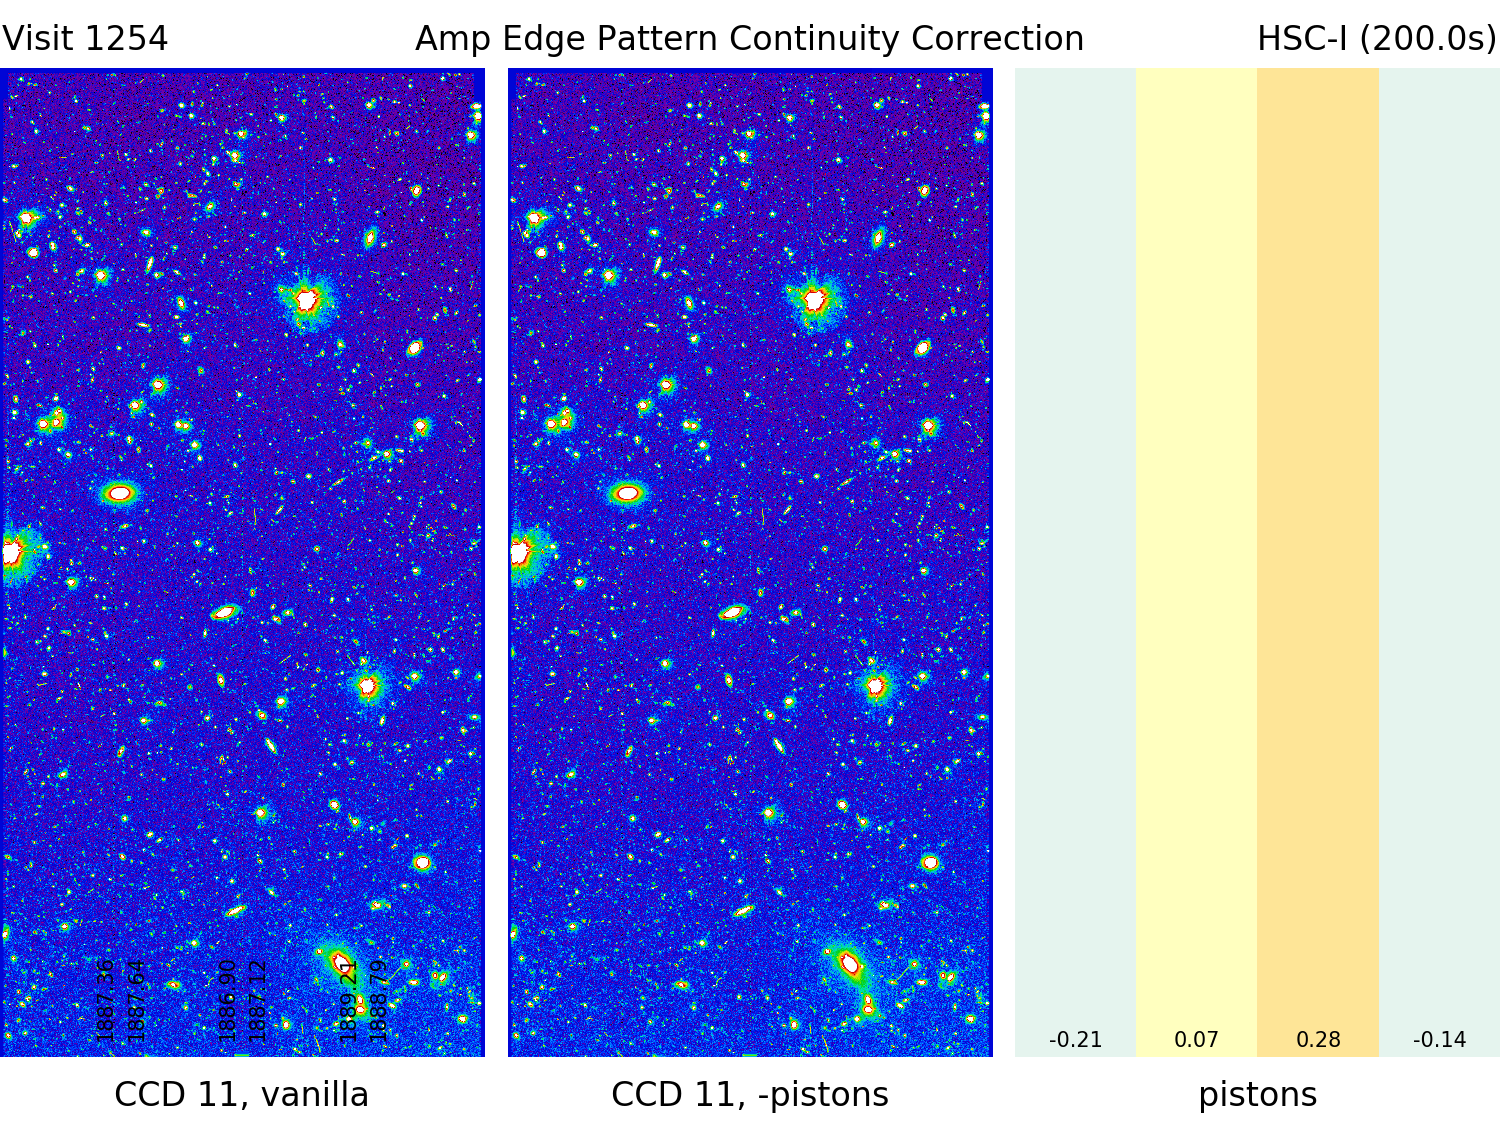 Visit 1254
Amp Edge Pattern Continuity Correction
HSC-I (200.0s)
1887.36
1887.64
1886.90
1887.12
1889.21
1888.79
-0.21
0.07
0.28
-0.14
CCD 11, vanilla
CCD 11, -pistons
pistons